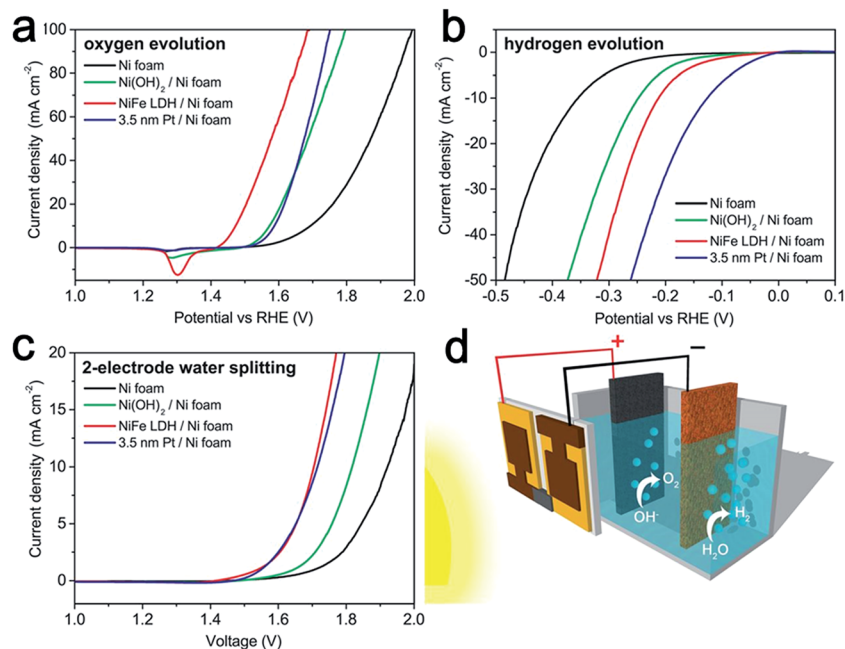 a
oxygen evolution
Ni foam
Ni(OH)₂ / Ni foam
NiFe LDH / Ni foam
3.5 nm Pt / Ni foam
Current density (mA cm⁻²)
100
80
60
40
20
0
1.0 1.2 1.4 1.6 1.8 2.0
Potential vs RHE (V)
b
hydrogen evolution
Ni foam
Ni(OH)₂ / Ni foam
NiFe LDH / Ni foam
3.5 nm Pt / Ni foam
Current density (mA cm⁻²)
0
-10
-20
-30
-40
-50
-0.5 -0.4 -0.3 -0.2 -0.1 0.0 0.1
Potential vs RHE (V)
c
2-electrode water splitting
Ni foam
Ni(OH)₂ / Ni foam
NiFe LDH / Ni foam
3.5 nm Pt / Ni foam
Current density (mA cm⁻²)
20
15
10
5
0
1.0 1.2 1.4 1.6 1.8 2.0
Voltage (V)
d
+
−
O₂
OH⁻
H₂
H₂O